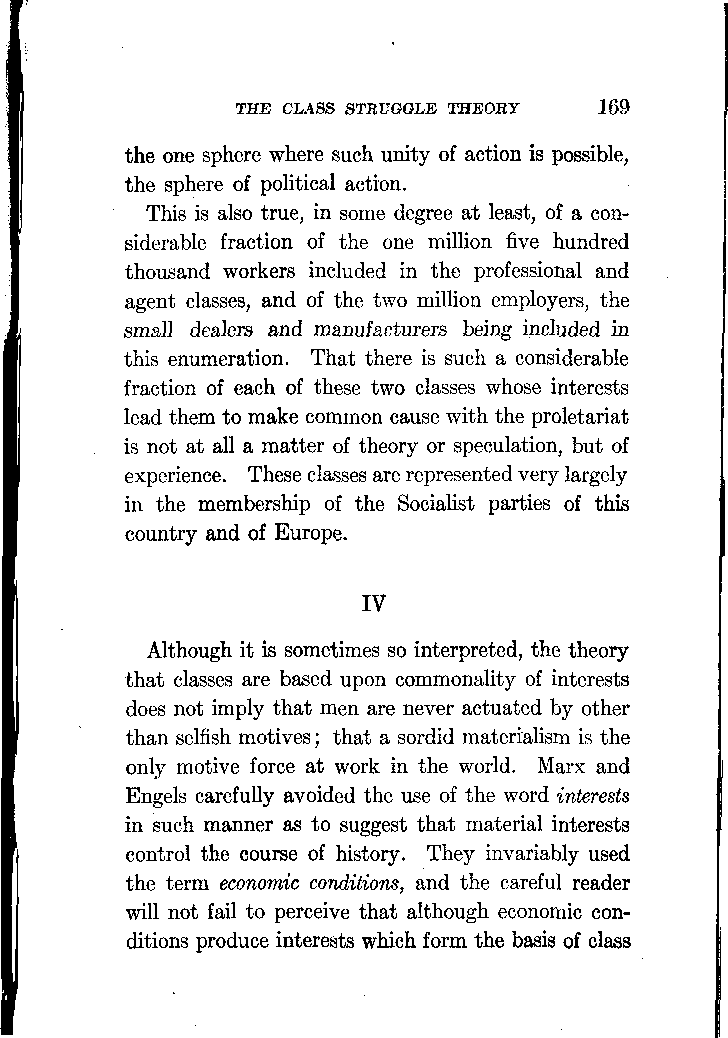 THE CLASS STRUGGLE THEORY 169
the one sphere where such unity of action is possible,
the sphere of political action.
This is also true, in some degree at least, of a con-
siderable fraction of the one million five hundred
thousand workers included in the professional and
agent classes, and of the two million employers, the
small dealers and manufacturers being included in
this enumeration. That there is such a considerable
fraction of each of these two classes whose interests
lead them to make common cause with the proletariat
is not at all a matter of theory or speculation, but of
experience. These classes are represented very largely
in the membership of the Socialist parties of this
country and of Europe.
IV
Although it is sometimes so interpreted, the theory
that classes are based upon commonality of interests
does not imply that men are never actuated by other
than selfish motives; that a sordid materialism is the
only motive force at work in the world. Marx and
Engels carefully avoided the use of the word interests
in such manner as to suggest that material interests
control the course of history. They invariably used
the term economic conditions, and the careful reader
will not fail to perceive that although economic con-
ditions produce interests which form the basis of class